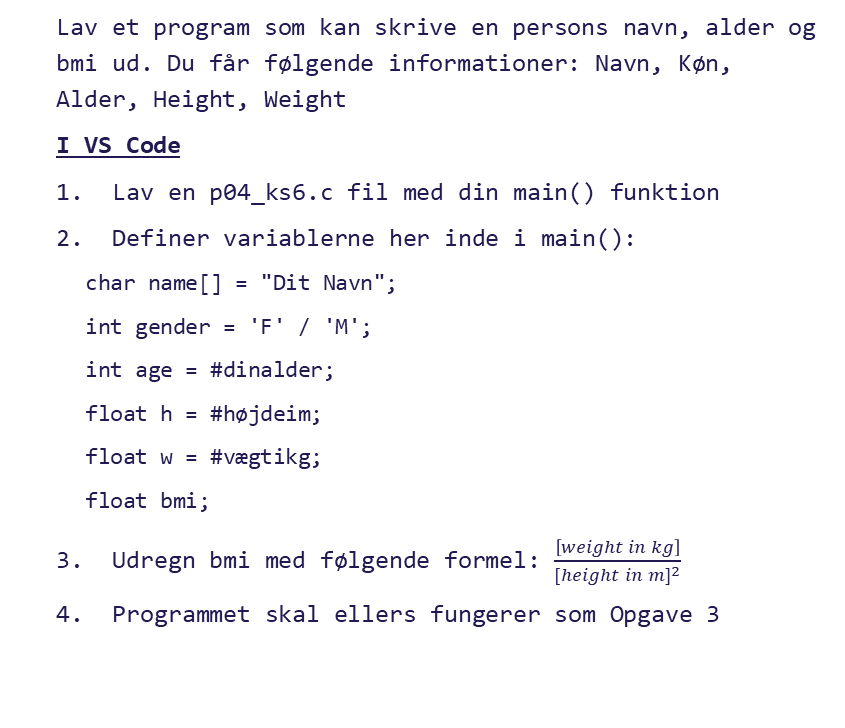 Lav et program som kan skrive en persons navn, alder og
bmi ud. Du får følgende informationer: Navn, Køn,
Alder, Height, Weight
I VS Code
1. Lav en p04_ks6.c fil med din main() funktion
2. Definer variablerne her inde i main():
char name[] = "Dit Navn";
int gender = 'F' / 'M';
int age = #dinalder;
float h = #højdeim;
float w = #vægtikg;
float bmi;
3. Udregn bmi med følgende formel: [weight in kg] / [height in m]²
4. Programmet skal ellers fungerer som Opgave 3